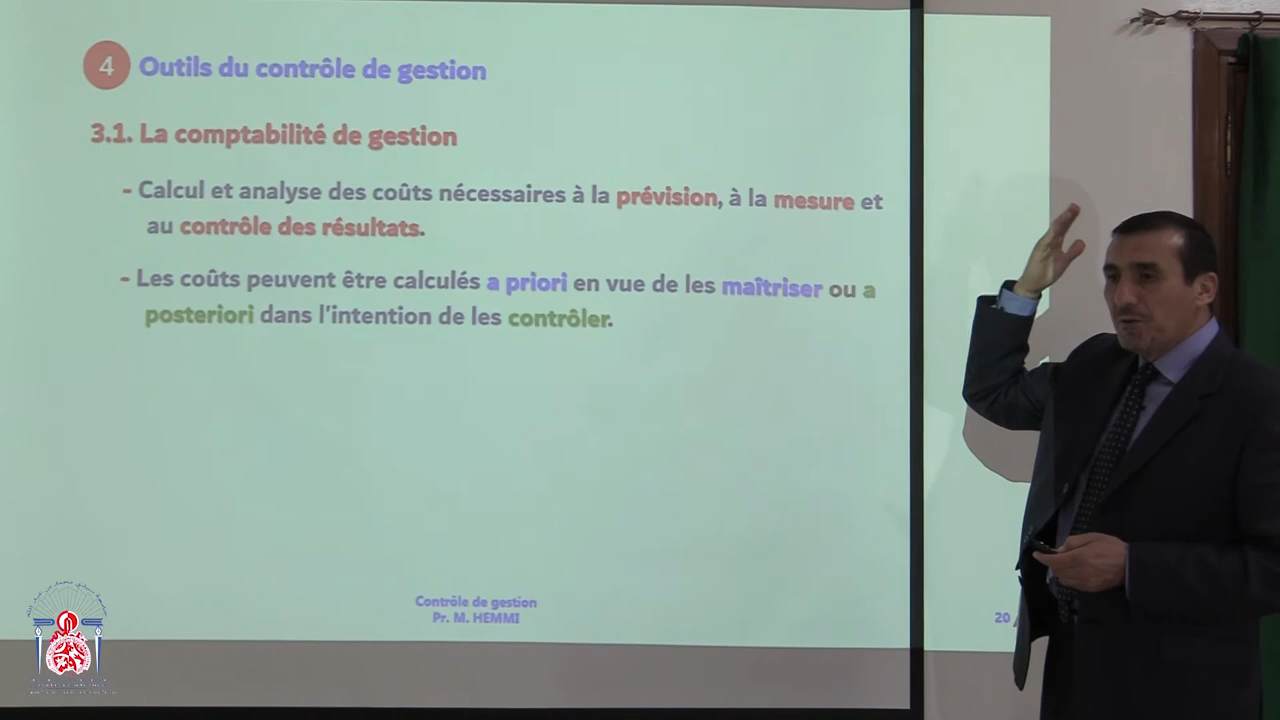 4 Outils du contrôle de gestion
3.1. La comptabilité de gestion
- Calcul et analyse des coûts nécessaires à la prévision, à la mesure et
au contrôle des résultats.
- Les coûts peuvent être calculés a priori en vue de les maîtriser ou a
posteriori dans l'intention de les contrôler.
Contrôle de gestion
Pr. M. HEMMI
20 /